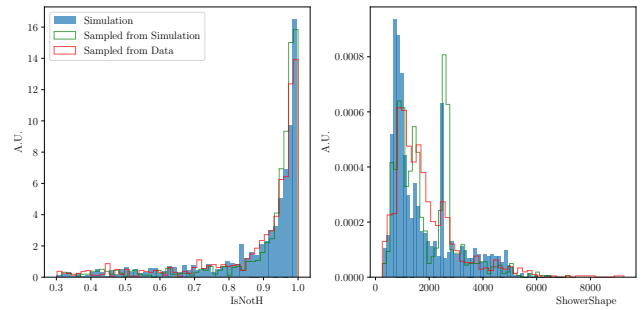 Simulation
Sampled from Simulation
Sampled from Data
A.U.
16
14
12
10
8
6
4
2
0
0.3 0.4 0.5 0.6 0.7 0.8 0.9 1.0
IsNotH
A.U.
0.0008
0.0006
0.0004
0.0002
0.0000
0 2000 4000 6000 8000
ShowerShape